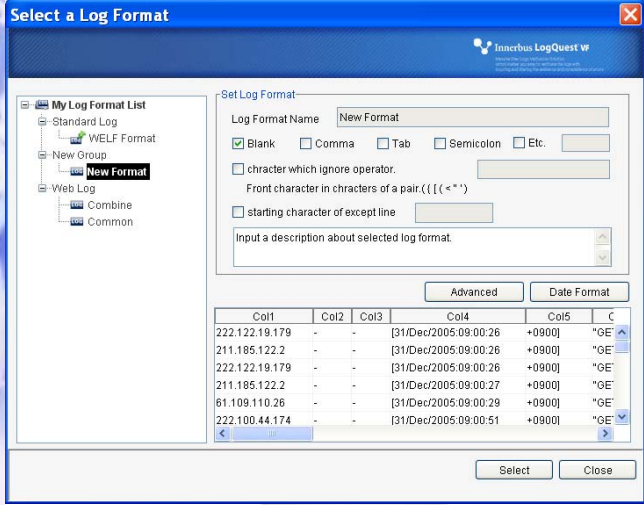 Select a Log Format
Innerbus LogQuest VF
My Log Format List
Standard Log
WELF Format
New Group
New Format
Web Log
Combine
Common
Set Log Format
Log Format Name New Format
Blank Comma Tab Semicolon Etc.
chracter which ignore operator.
Front character in chracters of a pair.( { [ ( < " ' )
starting character of except line
Input a description about selected log format.
Advanced Date Format
Col1 Col2 Col3 Col4 Col5 C
222.122.19.179 - - [31/Dec/2005:09:00:26 +0900] "GE
211.185.122.2 - - [31/Dec/2005:09:00:26 +0900] "GE
222.122.19.179 - - [31/Dec/2005:09:00:26 +0900] "GE
211.185.122.2 - - [31/Dec/2005:09:00:27 +0900] "GE
61.109.110.26 - - [31/Dec/2005:09:00:29 +0900] "GE
222.100.44.174 - - [31/Dec/2005:09:00:51 +0900] "GE
Select Close